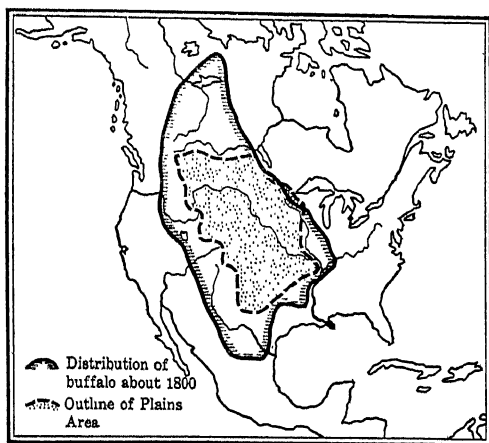 Distribution of
buffalo about 1800
Outline of Plains
Area